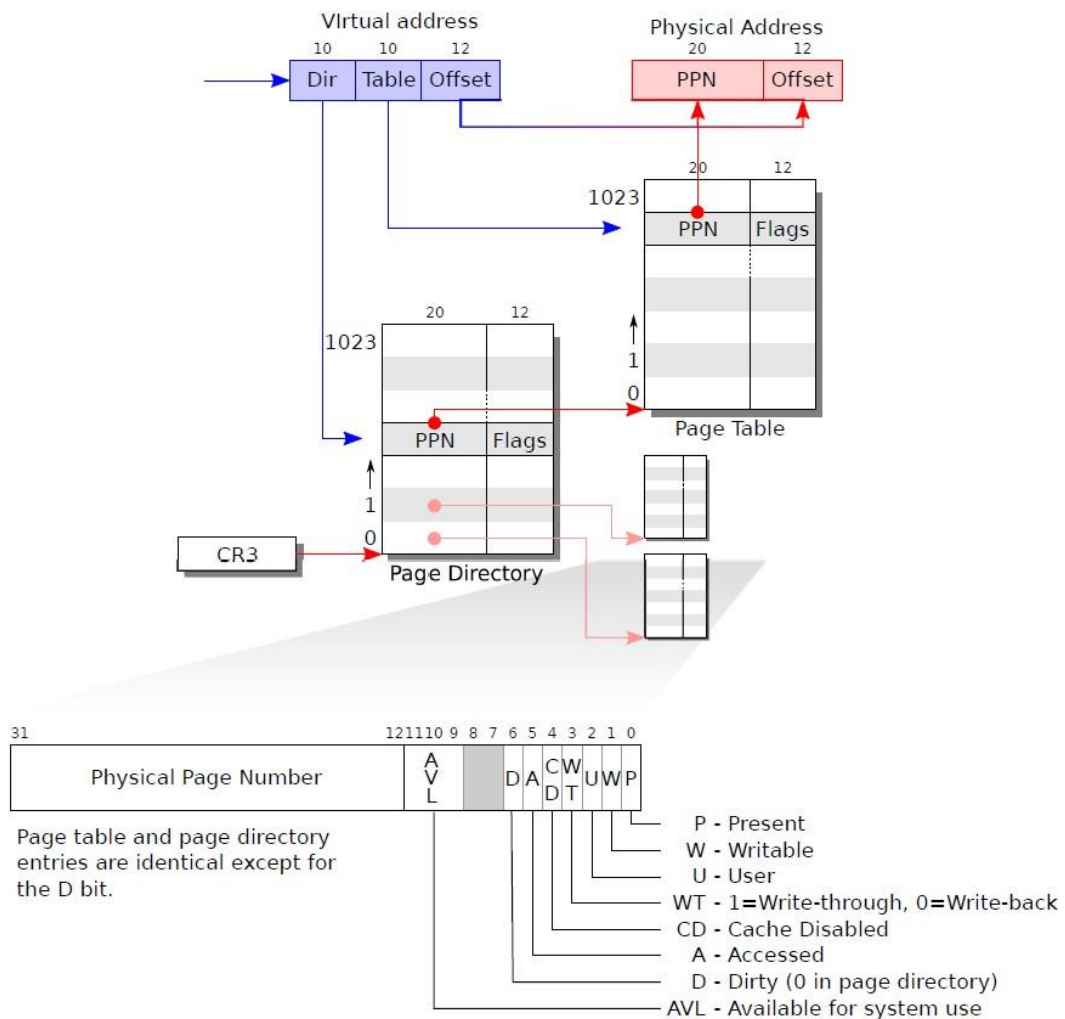 VIrtual address
Physical Address
10 10 12
20 12
Dir Table Offset
PPN Offset
20 12
1023
PPN Flags
1
0
Page Table
20 12
1023
PPN Flags
1
0
CR3
Page Directory
31 12 11 10 9 8 7 6 5 4 3 2 1 0
Physical Page Number
A
V
L
D A C
D W
T U W P
Page table and page directory
entries are identical except for
the D bit.
P - Present
W - Writable
U - User
WT - 1=Write-through, 0=Write-back
CD - Cache Disabled
A - Accessed
D - Dirty (0 in page directory)
AVL - Available for system use